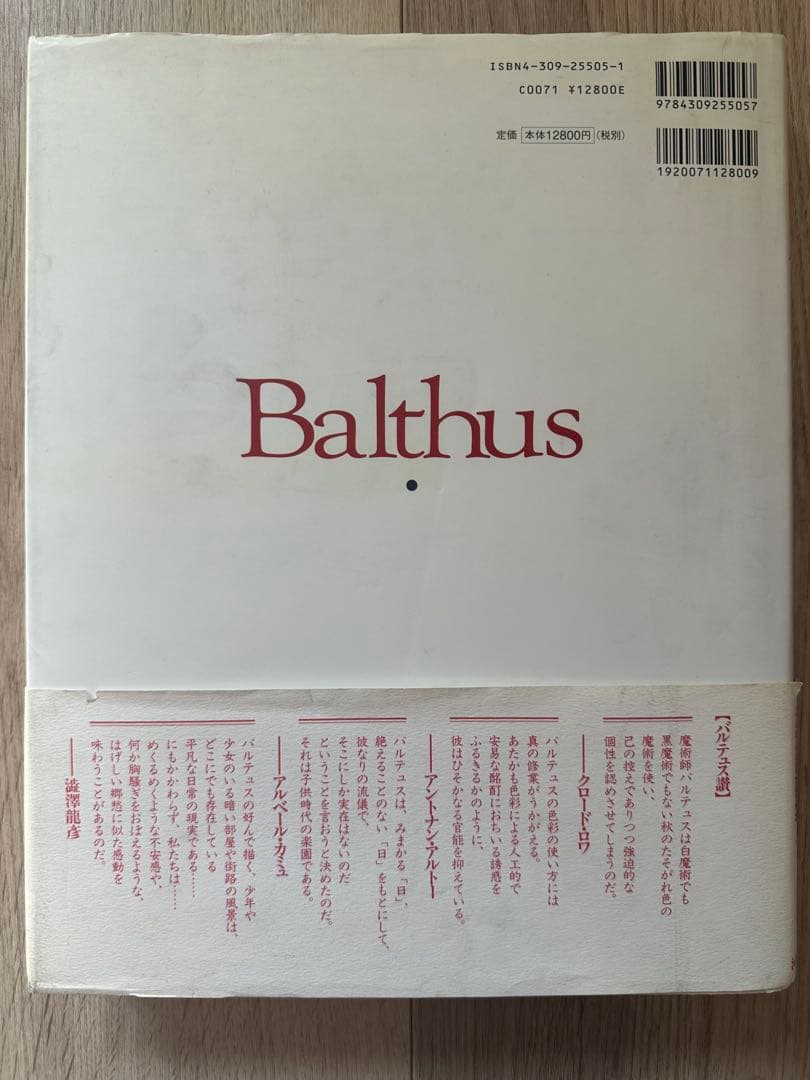 ISBN4-309-25505-1
C0071 ¥12800E
9784309255057
定価 本体12800円(税別)
1920071128009
Balthus
【バルテュス讃】
魔術師バルテュスは白魔術でも
黒魔術でもない秋のたそがれ色の
魔術を使い、
己の控えでありつつ強迫的な
個性を認めさせてしまうのだ。
――クロード・ロワ
バルテュスの色彩の使い方には
真の修業がうかがえる。
あたかも色彩による人工的で
安易な酩酊におちいる誘惑を
ふるきるかのように、
彼はひそかなる官能を抑えている。
――アントナン・アルトー
バルテュスは、みまかる「日」、
絶えることのない「日」をもとにして、
彼なりの流儀で、
そこにしか実在はないのだ
ということを言おうと決めたのだ。
それは子供時代の楽園である。
――アルベール・カミュ
バルテュスの好んで描く、少年や
少女のいる暗い部屋や街路の風景は、
どこにでも存在している
平凡な日常の現実である……
にもかかわらず、私たちは……
めくるめくような不安感や、
何か胸騒ぎをおぼえるような、
はげしい郷愁に似た感動を
味わうことがあるのだ。
――澁澤龍彦